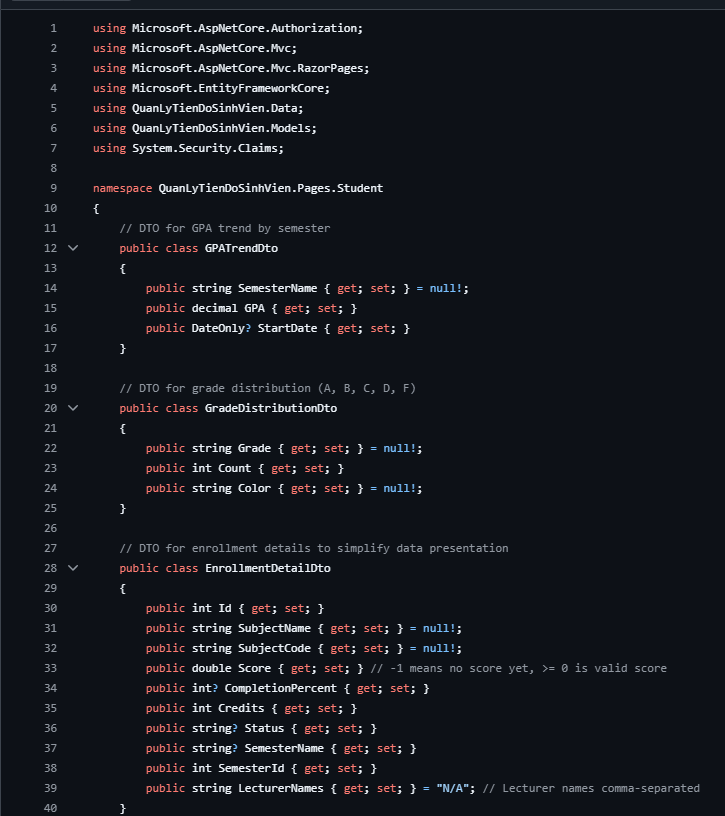 1 using Microsoft.AspNetCore.Authorization;
2 using Microsoft.AspNetCore.Mvc;
3 using Microsoft.AspNetCore.Mvc.RazorPages;
4 using Microsoft.EntityFrameworkCore;
5 using QuanLyTienDoSinhVien.Data;
6 using QuanLyTienDoSinhVien.Models;
7 using System.Security.Claims;
8
9 namespace QuanLyTienDoSinhVien.Pages.Student
10 {
11 // DTO for GPA trend by semester
12 public class GPATrendDto
13 {
14 public string SemesterName { get; set; } = null!;
15 public decimal GPA { get; set; }
16 public DateOnly? StartDate { get; set; }
17 }
18
19 // DTO for grade distribution (A, B, C, D, F)
20 public class GradeDistributionDto
21 {
22 public string Grade { get; set; } = null!;
23 public int Count { get; set; }
24 public string Color { get; set; } = null!;
25 }
26
27 // DTO for enrollment details to simplify data presentation
28 public class EnrollmentDetailDto
29 {
30 public int Id { get; set; }
31 public string SubjectName { get; set; } = null!;
32 public string SubjectCode { get; set; } = null!;
33 public double Score { get; set; } // -1 means no score yet, >= 0 is valid score
34 public int? CompletionPercent { get; set; }
35 public int Credits { get; set; }
36 public string? Status { get; set; }
37 public string? SemesterName { get; set; }
38 public int SemesterId { get; set; }
39 public string LecturerNames { get; set; } = "N/A"; // Lecturer names comma-separated
40 }